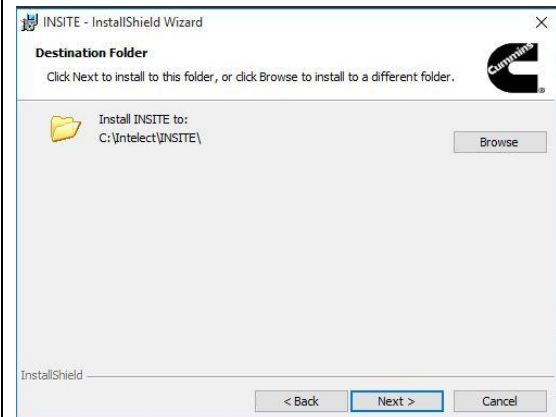 INSITE - InstallShield Wizard
Destination Folder
Click Next to install to this folder, or click Browse to install to a different folder.
Cummins
Install INSITE to:
C:\Intelect\INSITE\
Browse
InstallShield
< Back Next > Cancel